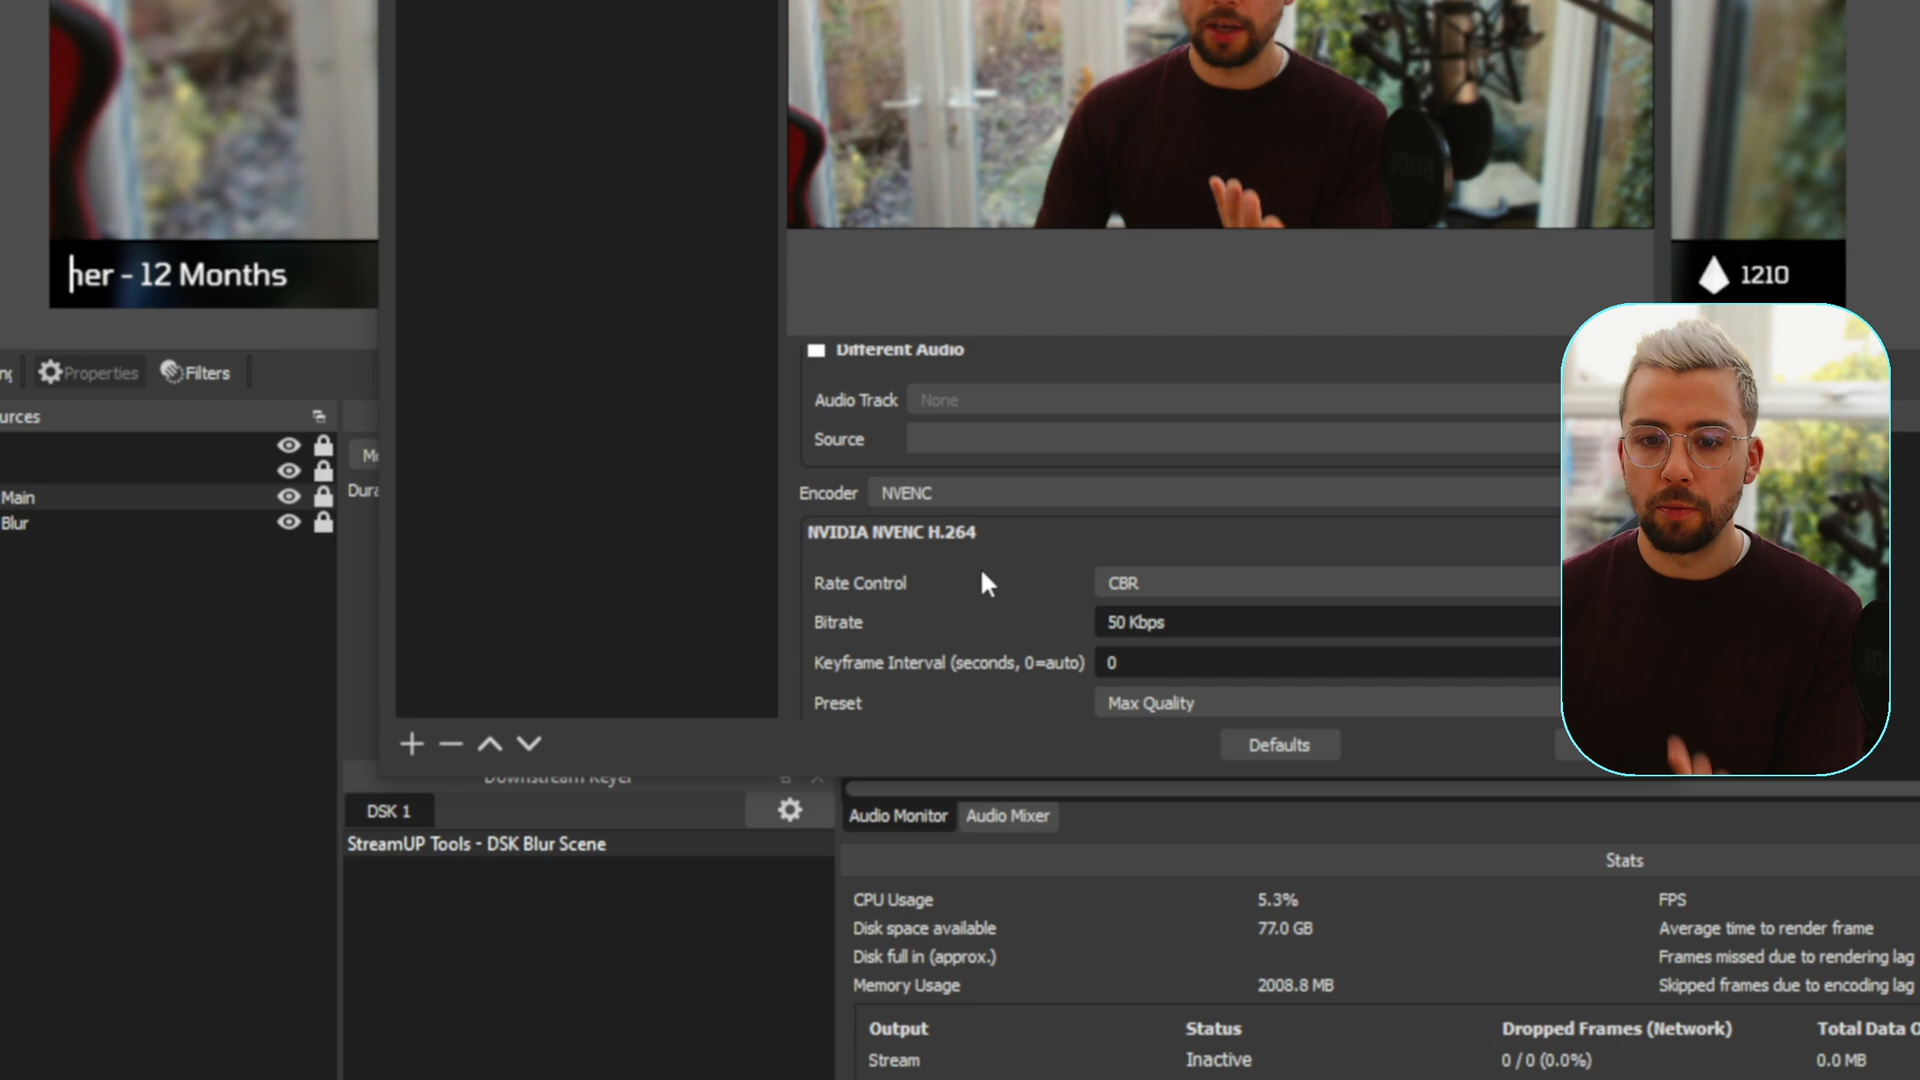 her - 12 Months
1210
Properties
Filters
urces
Main
Blur
Dura
Different Audio
Audio Track
None
Source
Encoder
NVENC
NVIDIA NVENC H.264
Rate Control
CBR
Bitrate
50 Kbps
Keyframe Interval (seconds, 0=auto)
0
Preset
Max Quality
Defaults
Downstream Keyer
DSK 1
StreamUP Tools - DSK Blur Scene
Audio Monitor
Audio Mixer
Stats
CPU Usage
5.3%
FPS
Disk space available
77.0 GB
Average time to render frame
Disk full in (approx.)
Frames missed due to rendering lag
Memory Usage
2008.8 MB
Skipped frames due to encoding lag
Output
Status
Dropped Frames (Network)
Total Data O
Stream
Inactive
0 / 0 (0.0%)
0.0 MB